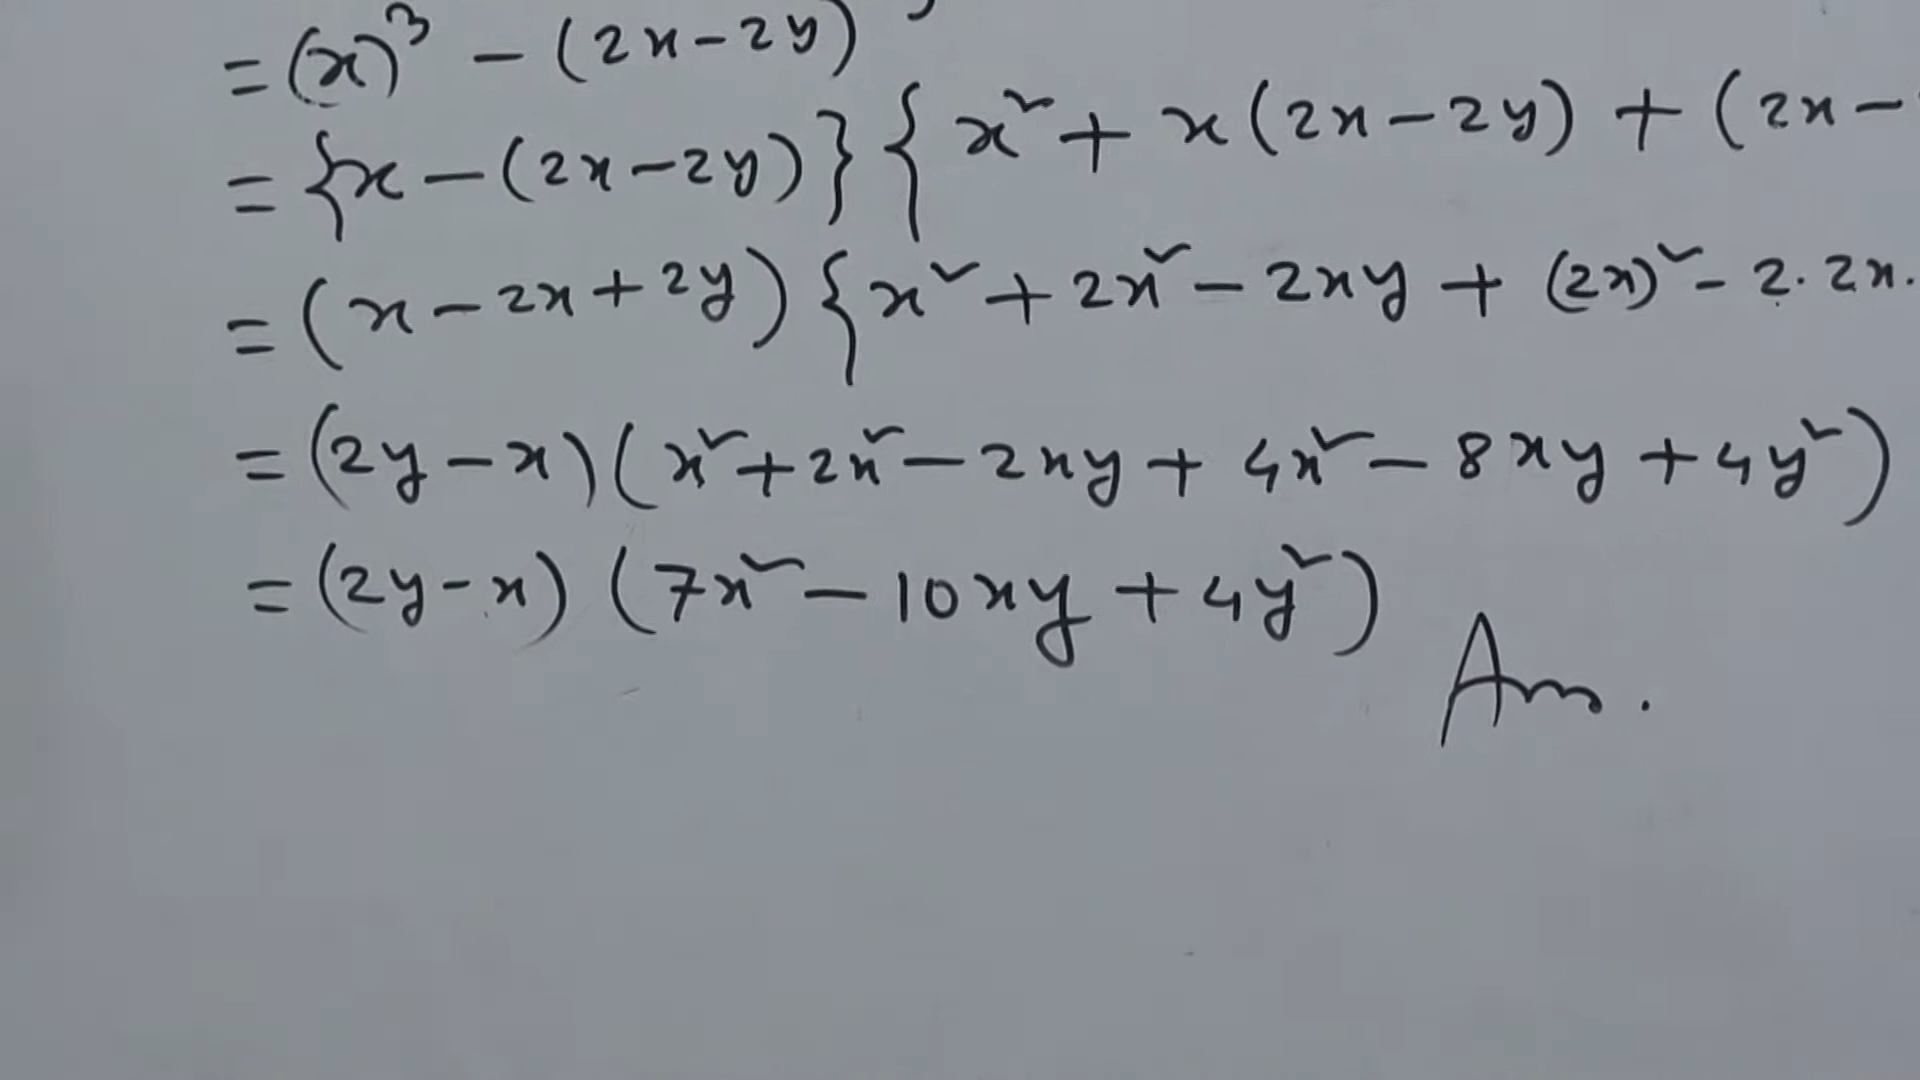 = (x)³ - (2x-2y)³
= {x-(2x-2y)}{x²+x(2x-2y)+(2x-
= (x-2x+2y){x²+2x²-2xy+(2x)²-2.2x.
= (2y-x)(x²+2x²-2xy+4x²-8xy+4y²)
= (2y-x)(7x²-10xy+4y²)
Ans.